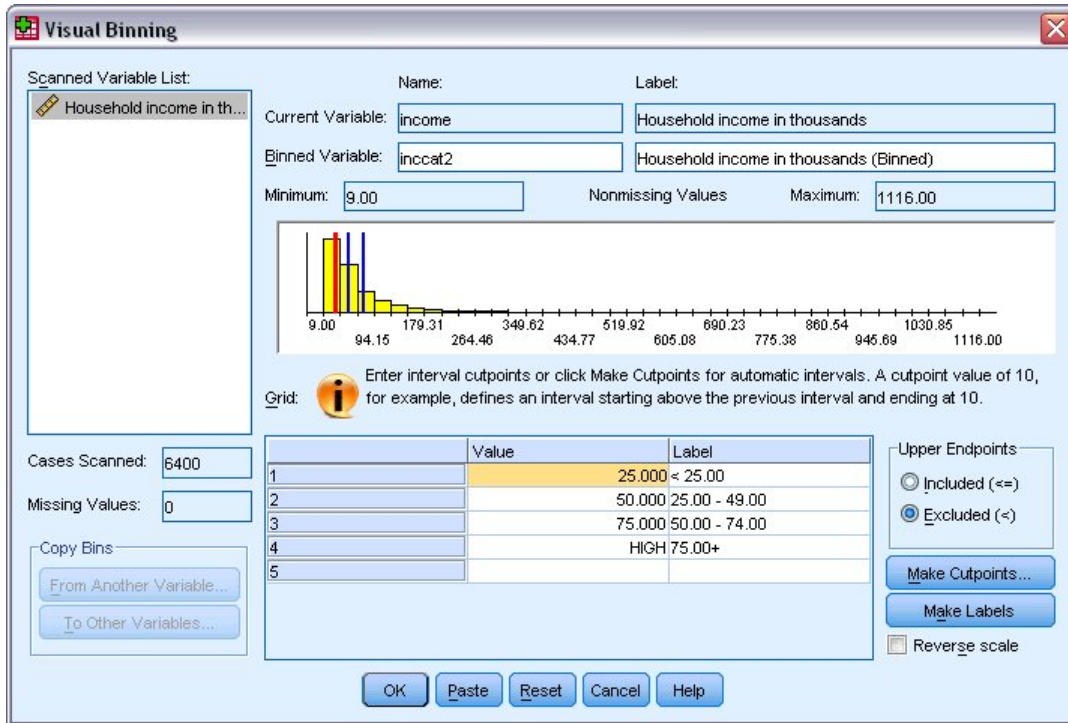 Visual Binning
Scanned Variable List:
Household income in th...
Name:
Label:
Current Variable:
income
Household income in thousands
Binned Variable:
inccat2
Household income in thousands (Binned)
Minimum:
9.00
Nonmissing Values
Maximum:
1116.00
9.00 179.31 349.62 519.92 690.23 860.54 1030.85
94.15 264.46 434.77 605.08 775.38 945.69 1116.00
Grid:
Enter interval cutpoints or click Make Cutpoints for automatic intervals. A cutpoint value of 10,
for example, defines an interval starting above the previous interval and ending at 10.
Cases Scanned:
6400
Missing Values:
0
Copy Bins
From Another Variable...
To Other Variables...
Value Label
1 25.000 < 25.00
2 50.000 25.00 - 49.00
3 75.000 50.00 - 74.00
4 HIGH 75.00+
5
Upper Endpoints
Included (<=)
Excluded (<)
Make Cutpoints...
Make Labels
Reverse scale
OK
Paste
Reset
Cancel
Help